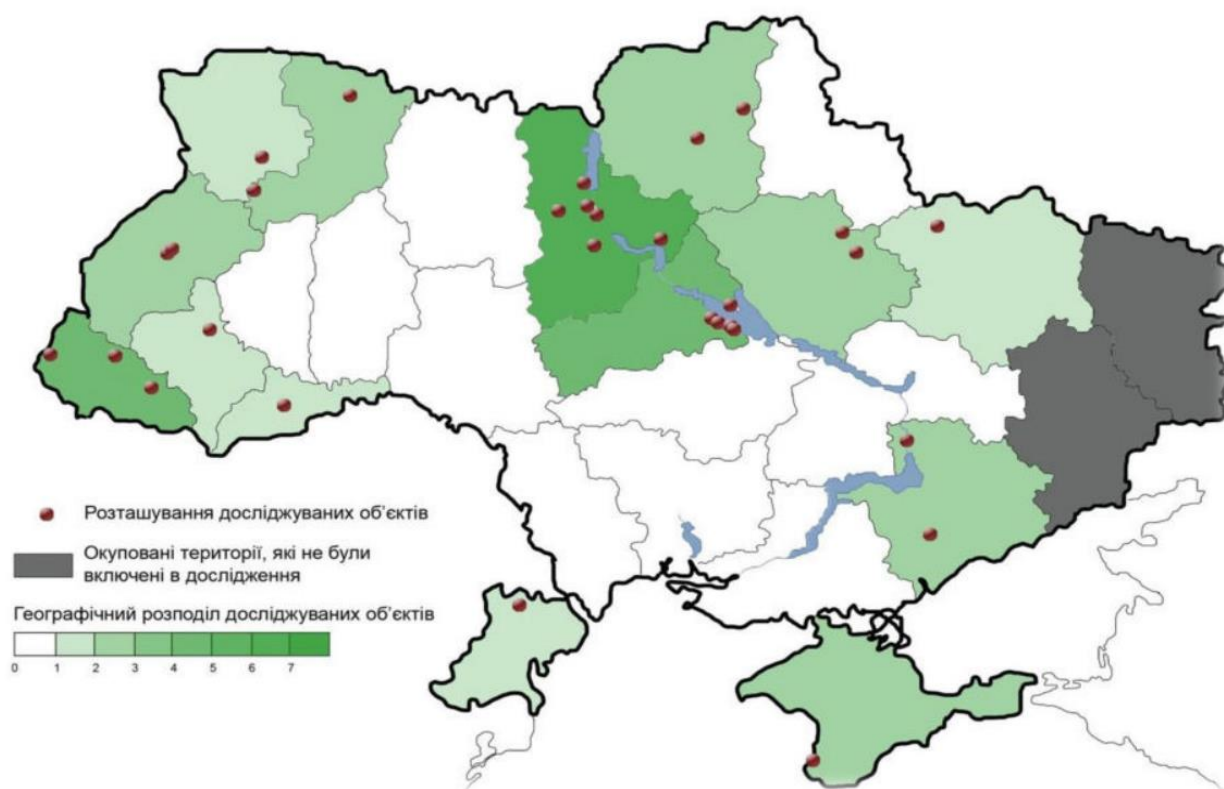 Розташування досліджуваних об'єктів
Окуповані території, які не були
включені в дослідження
Географічний розподіл досліджуваних об'єктів
0 1 2 3 4 5 6 7